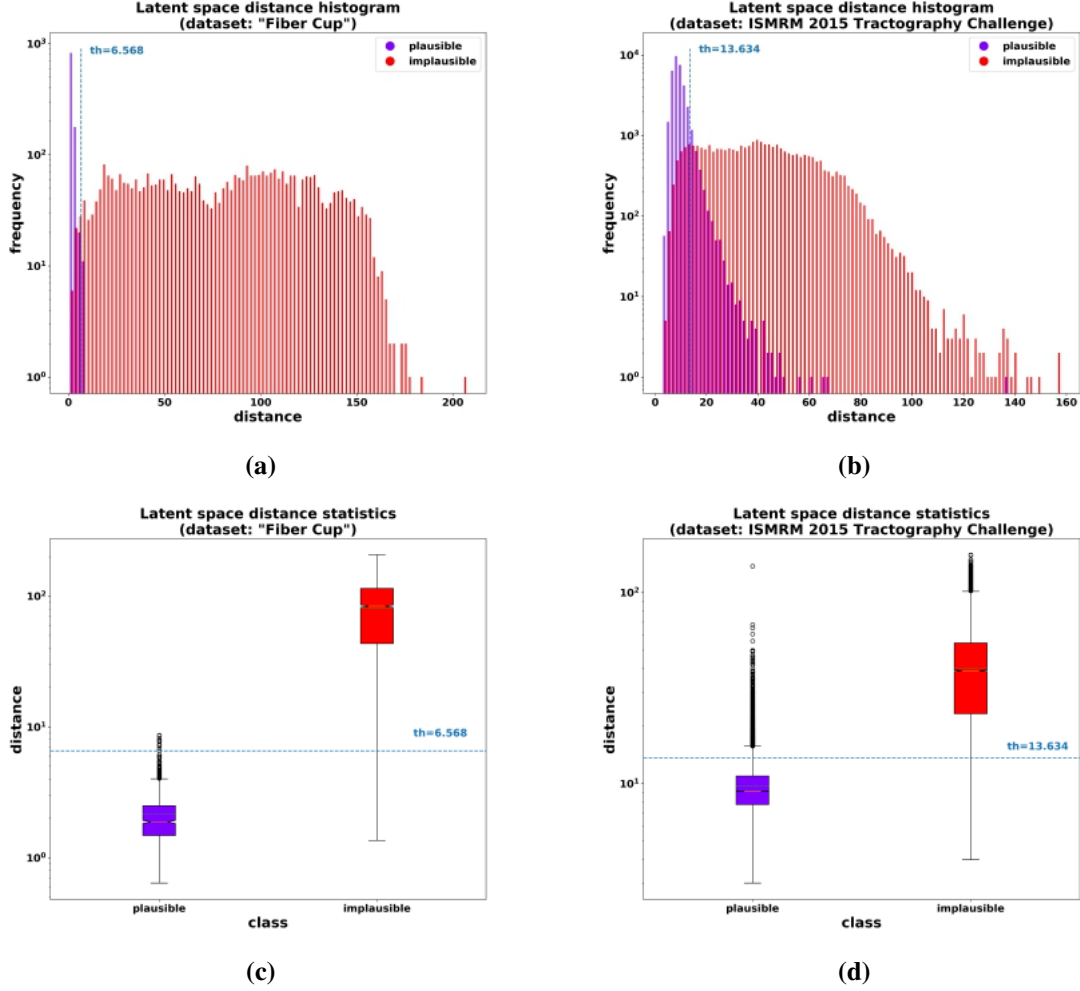 Latent space distance histogram
(dataset: "Fiber Cup")
th=6.568
plausible
implausible
10³
10²
10¹
10⁰
frequency
0 50 100 150 200
distance
(a)
Latent space distance histogram
(dataset: ISMRM 2015 Tractography Challenge)
th=13.634
plausible
implausible
10⁴
10³
10²
10¹
10⁰
frequency
0 20 40 60 80 100 120 140 160
distance
(b)
Latent space distance statistics
(dataset: "Fiber Cup")
10²
10¹
10⁰
distance
th=6.568
plausible implausible
class
(c)
Latent space distance statistics
(dataset: ISMRM 2015 Tractography Challenge)
10²
10¹
distance
th=13.634
plausible implausible
class
(d)